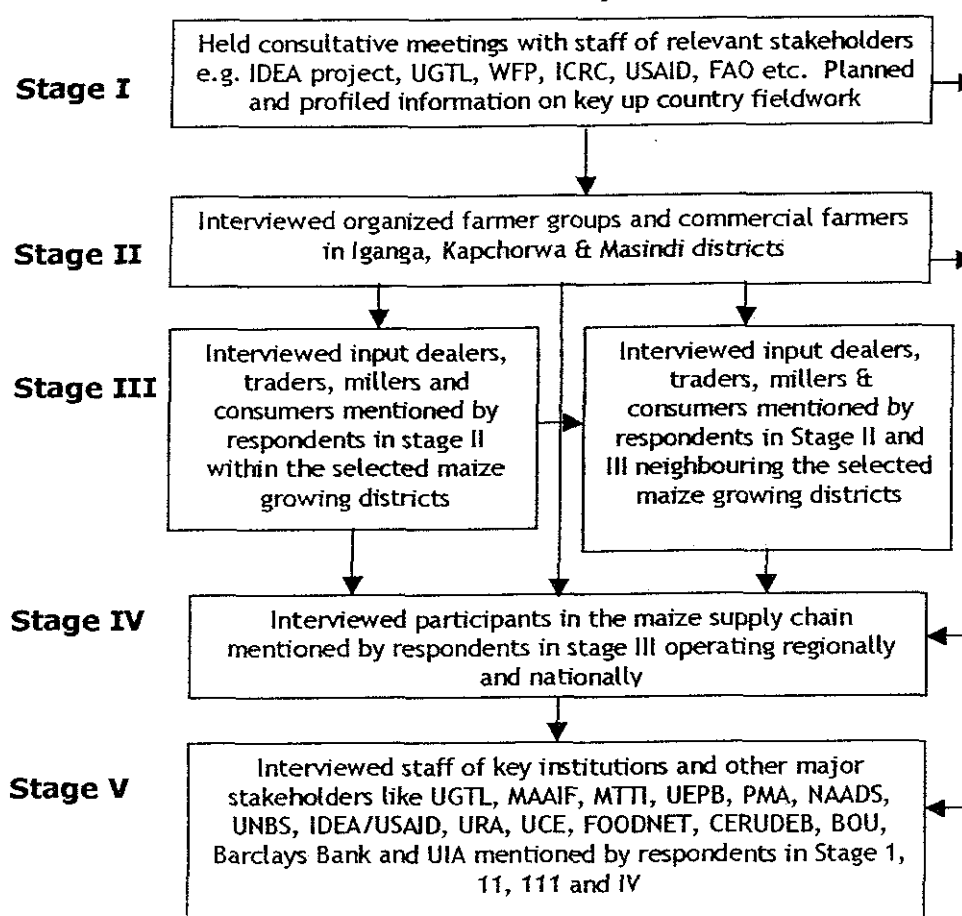 Stage I
Held consultative meetings with staff of relevant stakeholders
e.g. IDEA project, UGTL, WFP, ICRC, USAID, FAO etc. Planned
and profiled information on key up country fieldwork
Stage II
Interviewed organized farmer groups and commercial farmers
in Iganga, Kapchorwa & Masindi districts
Stage III
Interviewed input dealers,
traders, millers and
consumers mentioned by
respondents in stage II
within the selected maize
growing districts
Interviewed input dealers,
traders, millers &
consumers mentioned by
respondents in Stage II and
III neighbouring the selected
maize growing districts
Stage IV
Interviewed participants in the maize supply chain
mentioned by respondents in stage III operating regionally
and nationally
Stage V
Interviewed staff of key institutions and other major
stakeholders like UGTL, MAAIF, MTTI, UEPB, PMA, NAADS,
UNBS, IDEA/USAID, URA, UCE, FOODNET, CERUDEB, BOU,
Barclays Bank and UIA mentioned by respondents in Stage 1,
11, 111 and IV